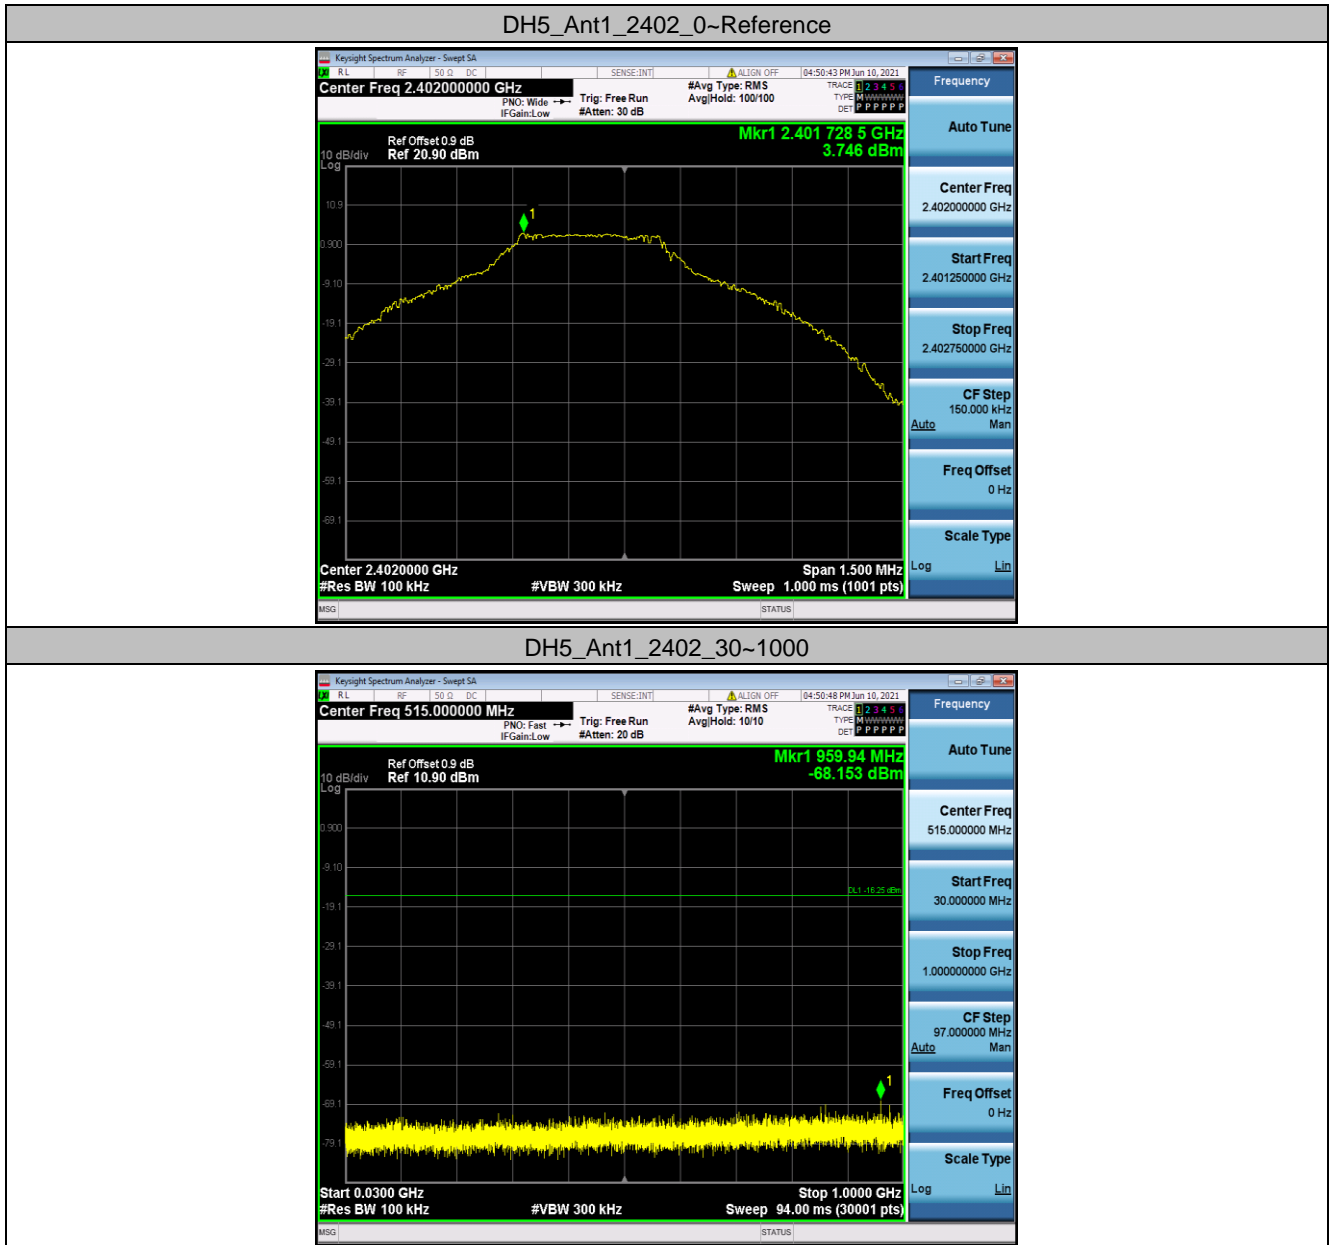 DH5_Ant1_2402_0~Reference
Keysight Spectrum Analyzer - Swept SA
RL RF 50 Ω DC SENSE:INT ALIGN OFF 04:50:43 PM Jun 10, 2021
Center Freq 2.402000000 GHz
PNO: Wide
IFGain:Low
Trig: Free Run
#Atten: 30 dB
#Avg Type: RMS
Avg|Hold: 100/100
TRACE 1 2 3 4 5 6
TYPE M W W W W W
DET P P P P P P
Mkr1 2.401 728 5 GHz
3.746 dBm
Ref Offset 0.9 dB
10 dB/div Ref 20.90 dBm
Log
10.9
0.900
-9.10
-19.1
-29.1
-39.1
-49.1
-59.1
-69.1
1
Center 2.4020000 GHz Span 1.500 MHz
#Res BW 100 kHz #VBW 300 kHz Sweep 1.000 ms (1001 pts)
MSG STATUS
Frequency
Auto Tune
Center Freq
2.402000000 GHz
Start Freq
2.401250000 GHz
Stop Freq
2.402750000 GHz
CF Step
150.000 kHz
Auto Man
Freq Offset
0 Hz
Scale Type
Log Lin
DH5_Ant1_2402_30~1000
Keysight Spectrum Analyzer - Swept SA
RL RF 50 Ω DC SENSE:INT ALIGN OFF 04:50:48 PM Jun 10, 2021
Center Freq 515.000000 MHz
PNO: Fast
IFGain:Low
Trig: Free Run
#Atten: 20 dB
#Avg Type: RMS
Avg|Hold: 10/10
TRACE 1 2 3 4 5 6
TYPE M W W W W W
DET P P P P P P
Mkr1 959.94 MHz
-68.153 dBm
Ref Offset 0.9 dB
10 dB/div Ref 10.90 dBm
Log
0.900
-9.10
-19.1
-29.1
-39.1
-49.1
-59.1
-69.1
-79.1
DL1 -16.25 dBm
1
Start 0.0300 GHz Stop 1.0000 GHz
#Res BW 100 kHz #VBW 300 kHz Sweep 94.00 ms (30001 pts)
MSG STATUS
Frequency
Auto Tune
Center Freq
515.000000 MHz
Start Freq
30.000000 MHz
Stop Freq
1.000000000 GHz
CF Step
97.000000 MHz
Auto Man
Freq Offset
0 Hz
Scale Type
Log Lin